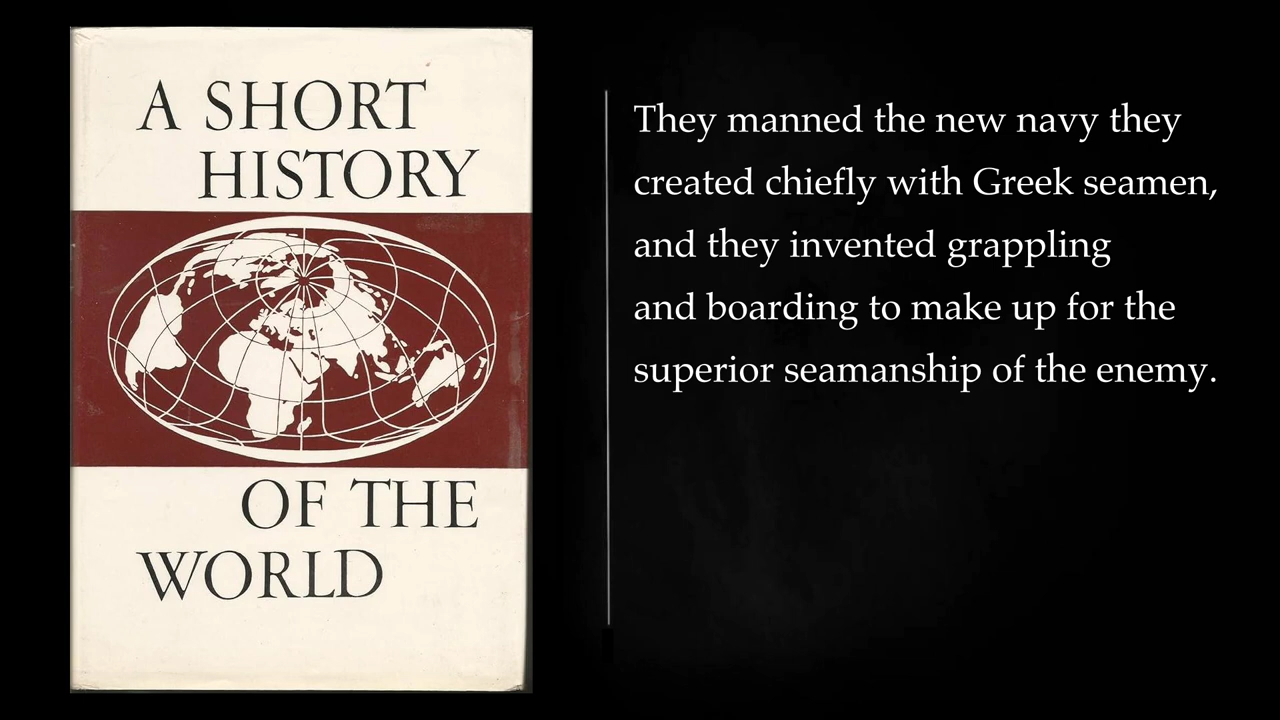 A SHORT
HISTORY
OF THE
WORLD
They manned the new navy they
created chiefly with Greek seamen,
and they invented grappling
and boarding to make up for the
superior seamanship of the enemy.